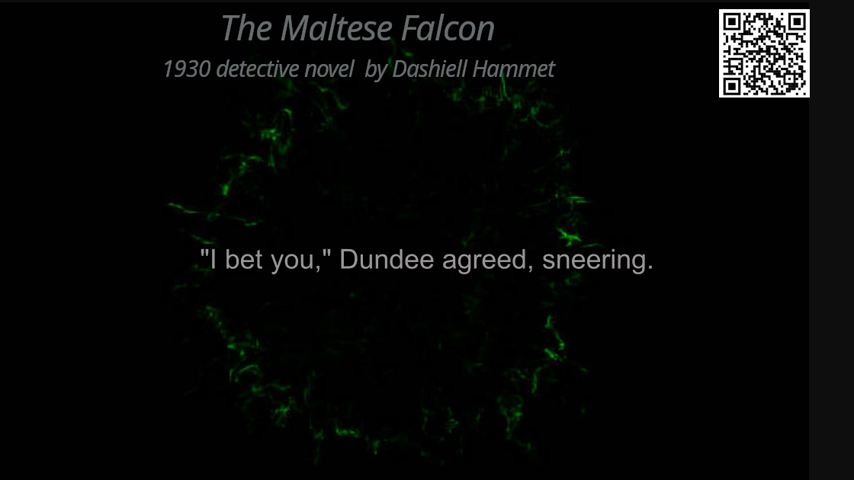 The Maltese Falcon
1930 detective novel by Dashiell Hammet
"I bet you," Dundee agreed, sneering.